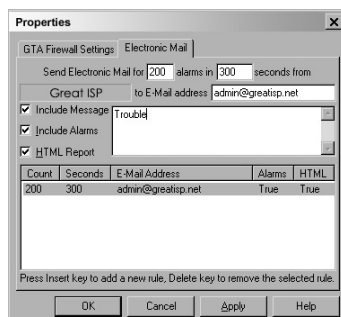 Properties
GTA Firewall Settings Electronic Mail
Send Electronic Mail for 200 alarms in 300 seconds from
Great ISP to E-Mail address admin@greatisp.net
Include Message Trouble
Include Alarms
HTML Report
Count Seconds E-Mail Address Alarms HTML
200 300 admin@greatisp.net True True
Press Insert key to add a new rule, Delete key to remove the selected rule.
OK Cancel Apply Help